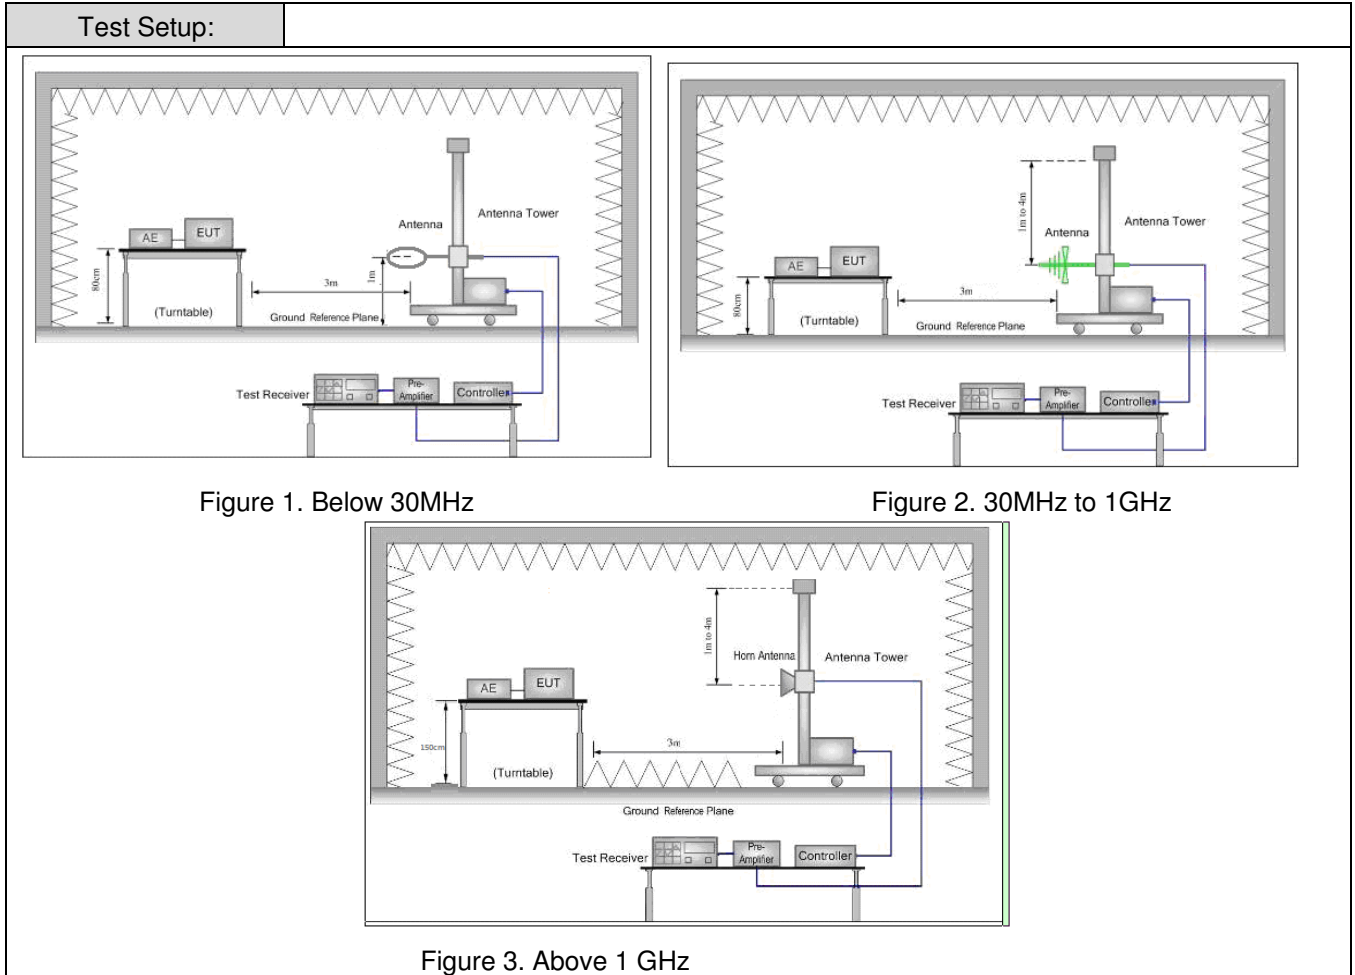 Test Setup:
Antenna
Antenna Tower
AE
EUT
80cm
1m
3m
(Turntable)
Ground Reference Plane
Test Receiver
Pre-
Amplifier
Controller
Figure 1. Below 30MHz
1m to 4m
Antenna
Antenna Tower
AE
EUT
80cm
3m
(Turntable)
Ground Reference Plane
Test Receiver
Pre-
Amplifier
Controller
Figure 2. 30MHz to 1GHz
1m to 4m
Horn Antenna
Antenna Tower
AE
EUT
150cm
3m
(Turntable)
Ground Reference Plane
Test Receiver
Pre-
Amplifier
Controller
Figure 3. Above 1 GHz